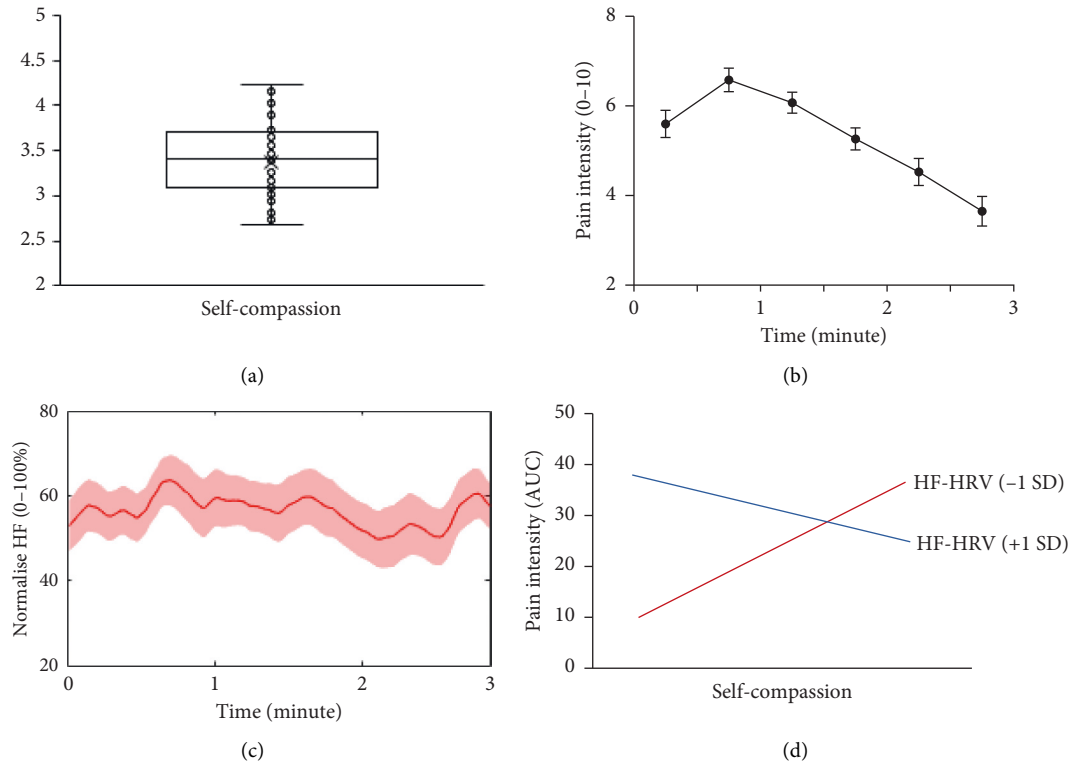 5
4.5
4
3.5
3
2.5
2
Self-compassion
(a)
8
6
4
2
Pain intensity (0–10)
0
1
2
3
Time (minute)
(b)
80
60
40
20
Normalise HF (0–100%)
0
1
2
3
Time (minute)
(c)
50
40
30
20
10
0
Pain intensity (AUC)
HF-HRV (–1 SD)
HF-HRV (+1 SD)
Self-compassion
(d)